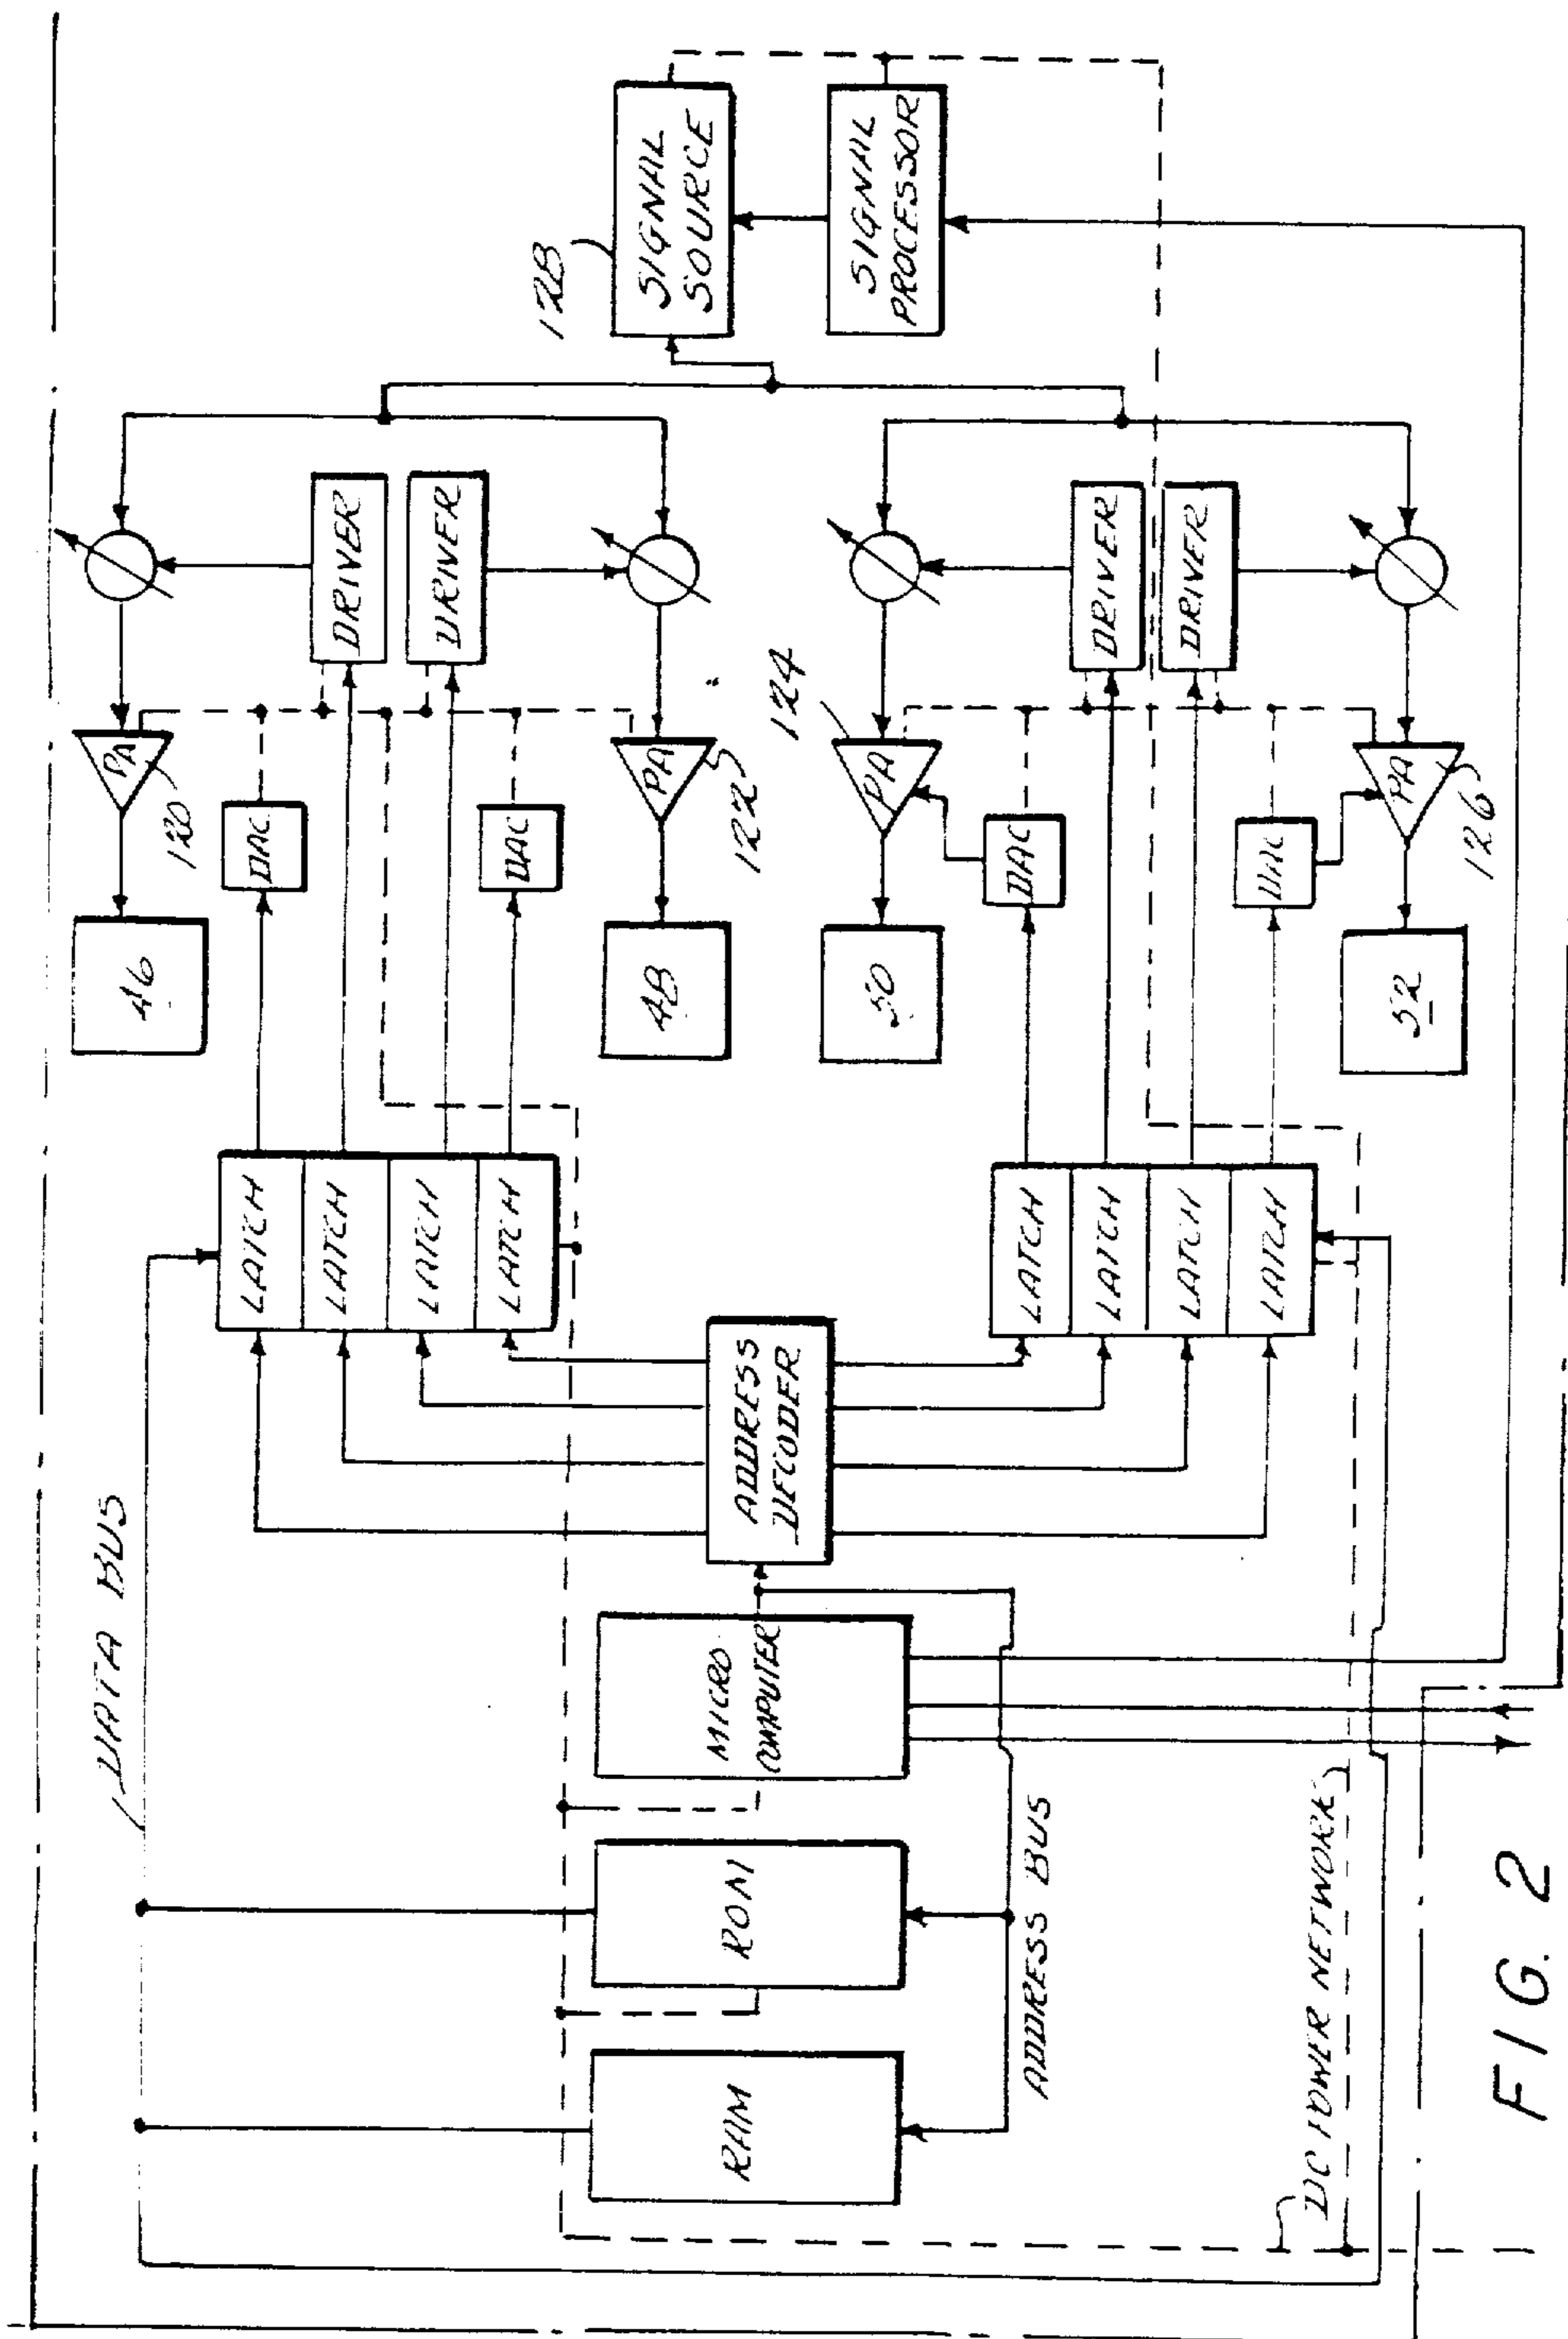 DATA BUS
RAM
ROM
MICRO
COMPUTER
ADDRESS BUS
DC POWER NETWORK
ADDRESS
DECODER
LATCH
LATCH
LATCH
LATCH
LATCH
LATCH
LATCH
LATCH
46
48
50
52
DAC
DAC
DAC
DAC
PA
120
PA
122
PA
124
PA
126
DRIVER
DRIVER
DRIVER
DRIVER
128
SIGNAL
SOURCE
SIGNAL
PROCESSOR
FIG. 2